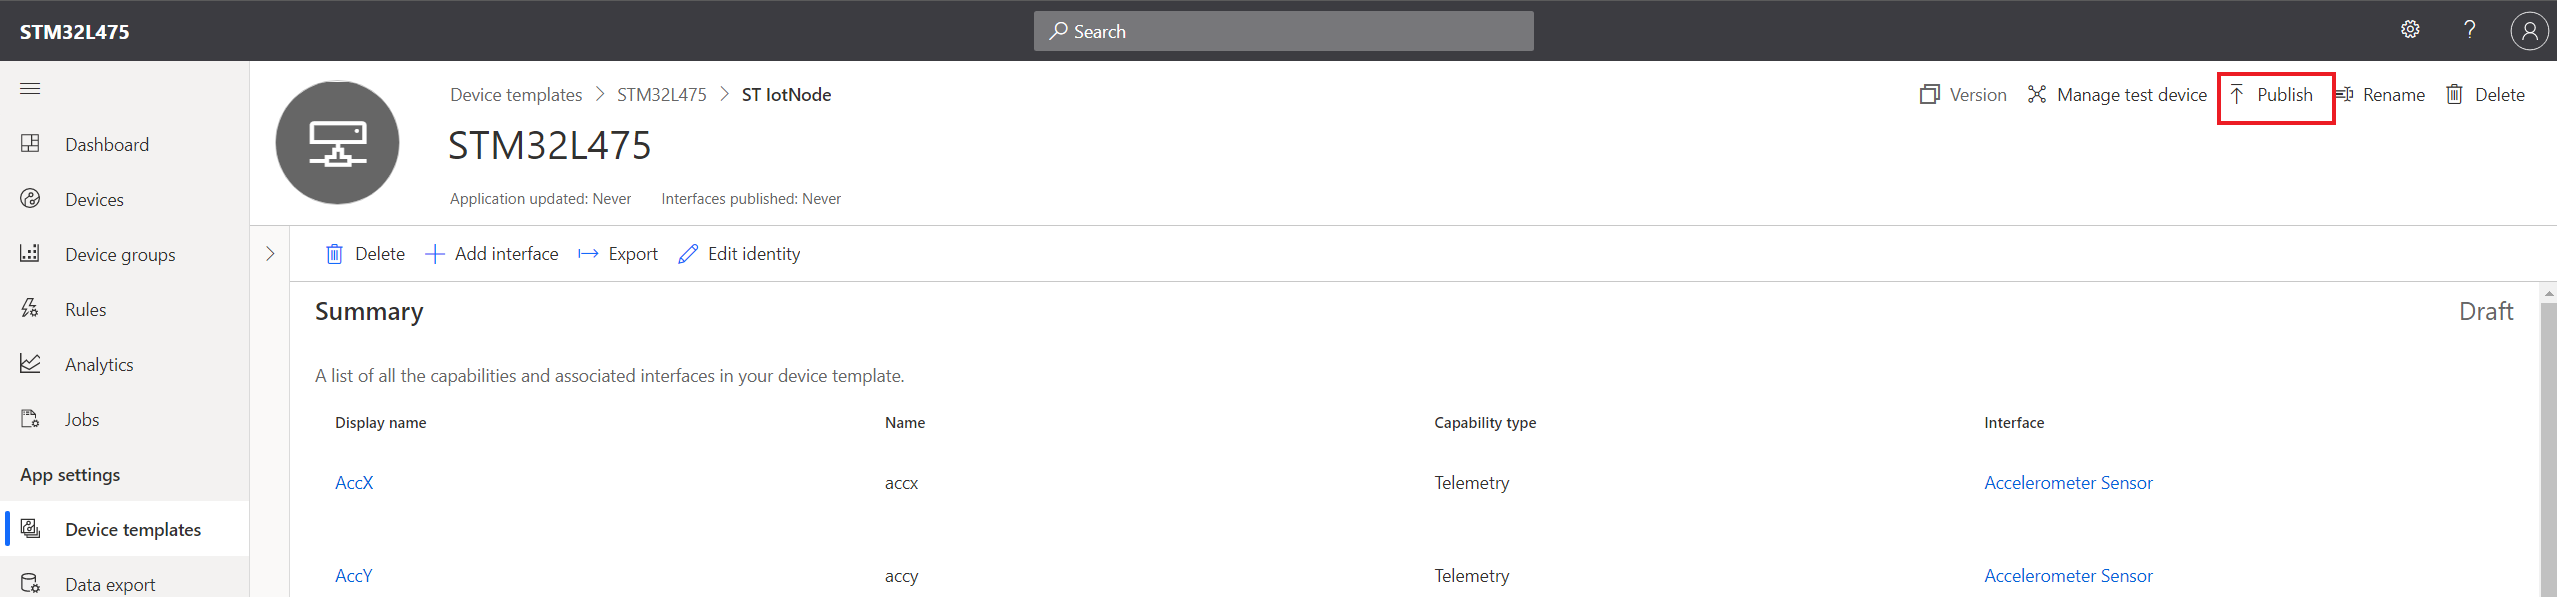 STM32L475
Search
?
Dashboard
Devices
Device groups
Rules
Analytics
Jobs
App settings
Device templates
Data export
Device templates > STM32L475 > ST IotNode
STM32L475
Application updated: Never Interfaces published: Never
Version Manage test device Publish Rename Delete
Delete Add interface Export Edit identity
Summary
Draft
A list of all the capabilities and associated interfaces in your device template.
Display name Name Capability type Interface
AccX accx Telemetry Accelerometer Sensor
AccY accy Telemetry Accelerometer Sensor